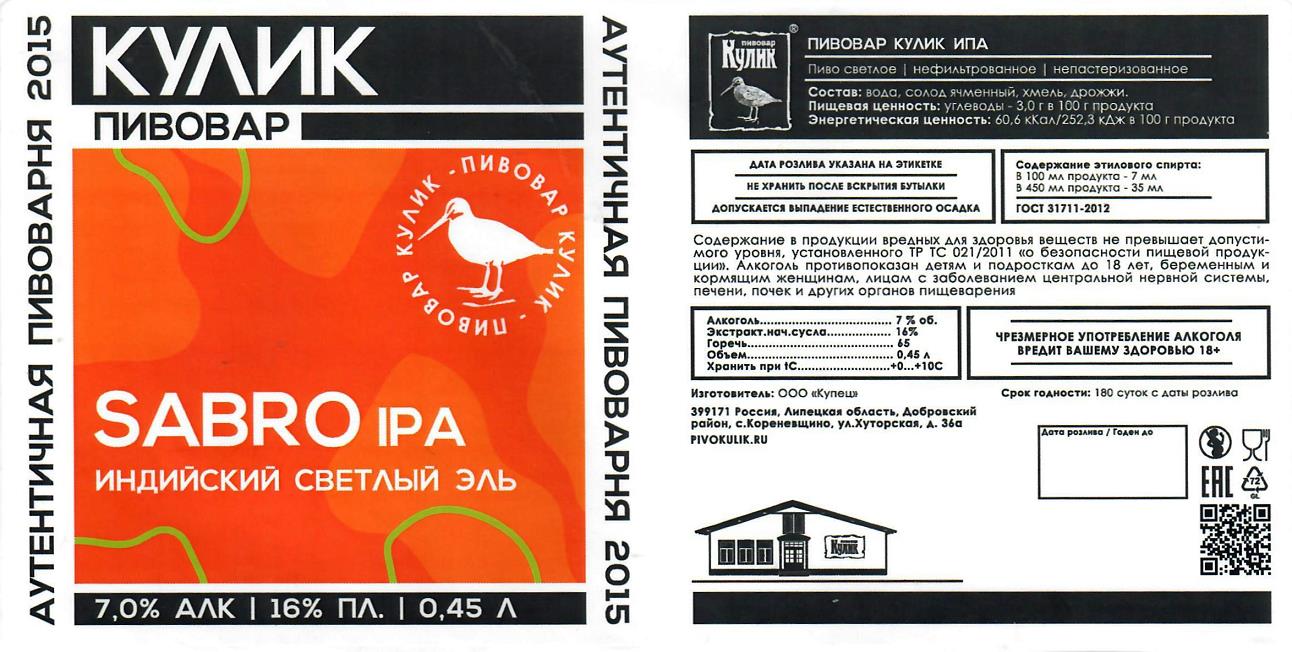 АУТЕНТИЧНАЯ ПИВОВАРНЯ 2015
КУЛИК
ПИВОВАР
КУЛИК - ПИВОВАР КУЛИК - ПИВОВАР
SABRO IPA
ИНДИЙСКИЙ СВЕТЛЫЙ ЭЛЬ
7,0% АЛК | 16% ПЛ. | 0,45 Л
АУТЕНТИЧНАЯ ПИВОВАРНЯ 2015
пивовар
Кулик
®
ПИВОВАР КУЛИК ИПА
Пиво светлое | нефильтрованное | непастеризованное
Состав: вода, солод ячменный, хмель, дрожжи.
Пищевая ценность: углеводы - 3,0 г в 100 г продукта
Энергетическая ценность: 60,6 кКал/252,3 кДж в 100 г продукта
ДАТА РОЗЛИВА УКАЗАНА НА ЭТИКЕТКЕ
НЕ ХРАНИТЬ ПОСЛЕ ВСКРЫТИЯ БУТЫЛКИ
ДОПУСКАЕТСЯ ВЫПАДЕНИЕ ЕСТЕСТВЕННОГО ОСАДКА
Содержание этилового спирта:
В 100 мл продукта - 7 мл
В 450 мл продукта - 35 мл
ГОСТ 31711-2012
Содержание в продукции вредных для здоровья веществ не превышает допусти-
мого уровня, установленного ТР ТС 021/2011 «о безопасности пищевой продук-
ции». Алкоголь противопоказан детям и подросткам до 18 лет, беременным и
кормящим женщинам, лицам с заболеванием центральной нервной системы,
печени, почек и других органов пищеварения
Алкоголь........................................ 7 % об.
Экстракт.нач.сусла..................... 16%
Горечь............................................ 65
Объем............................................ 0,45 л
Хранить при tC............................+0...+10С
ЧРЕЗМЕРНОЕ УПОТРЕБЛЕНИЕ АЛКОГОЛЯ
ВРЕДИТ ВАШЕМУ ЗДОРОВЬЮ 18+
Изготовитель: ООО «Купец»
399171 Россия, Липецкая область, Добровский
район, с.Кореневщино, ул.Хуторская, д. 36а
PIVOKULIK.RU
Срок годности: 180 суток с даты розлива
Дата розлива / Годен до
EAC
72
GL
Кулик